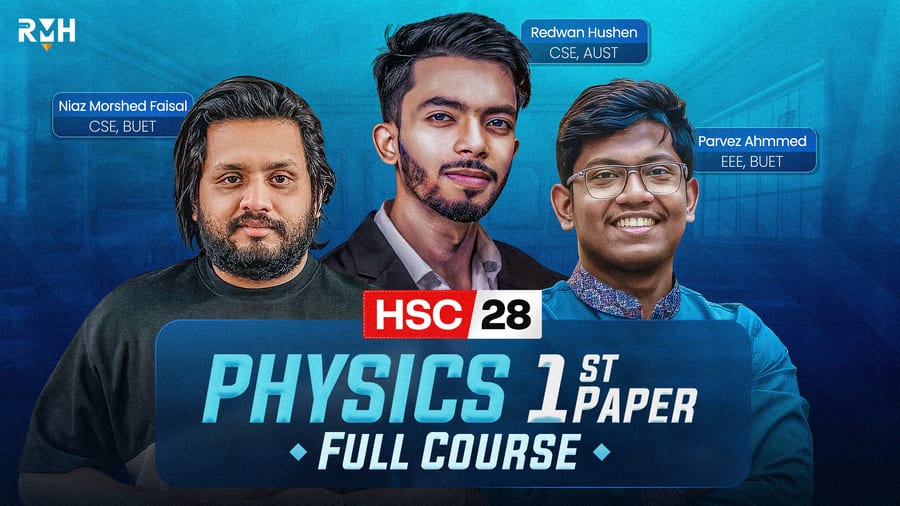 RMH
Redwan Hushen
CSE, AUST
Niaz Morshed Faisal
CSE, BUET
Parvez Ahmmed
EEE, BUET
HSC/28
PHYSICS 1ST PAPER
FULL COURSE